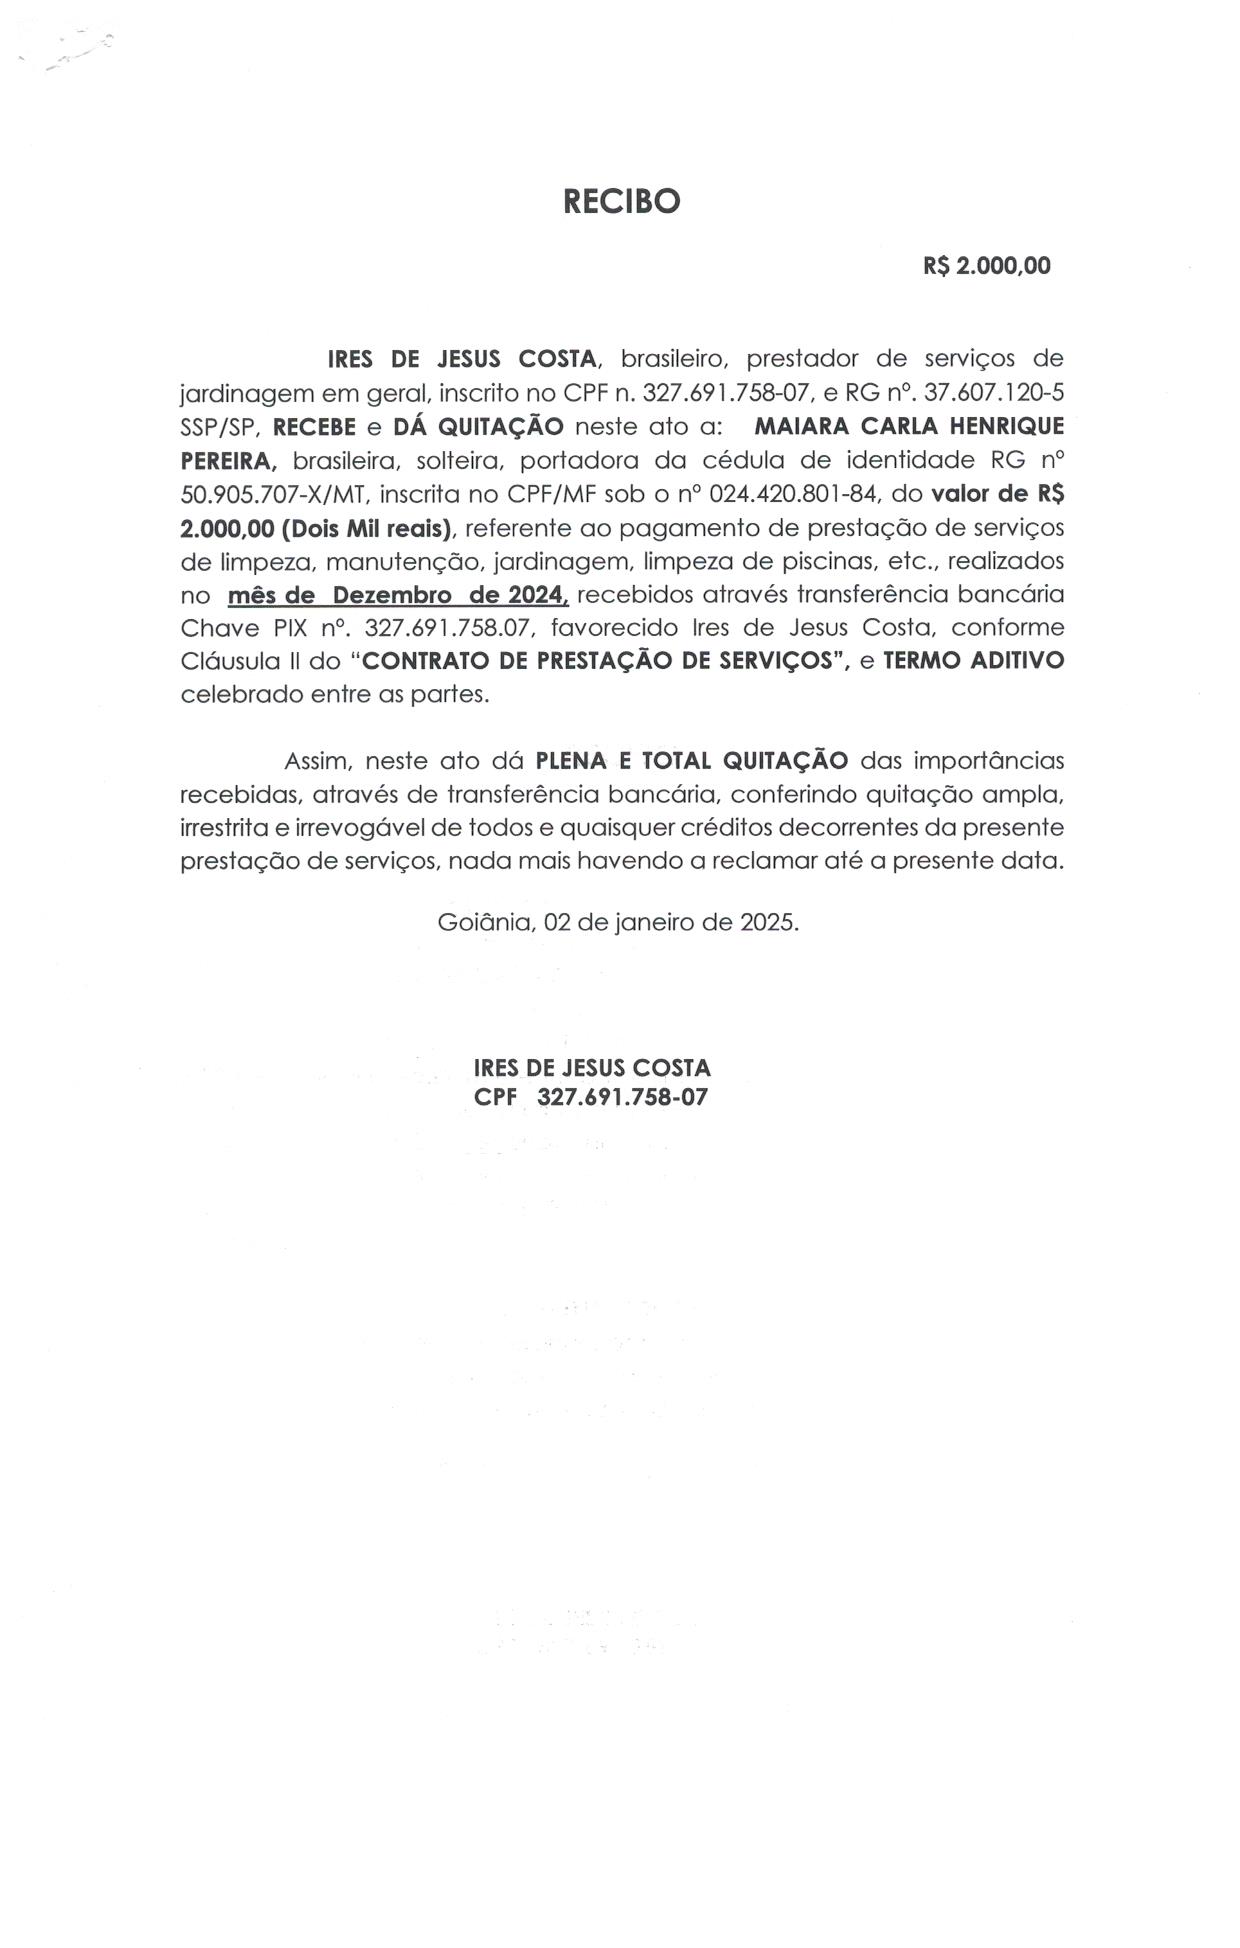 RECIBO
R$ 2.000,00
IRES DE JESUS COSTA, brasileiro, prestador de serviços de
jardinagem em geral, inscrito no CPF n. 327.691.758-07, e RG nº. 37.607.120-5
SSP/SP, RECEBE e DÁ QUITAÇÃO neste ato a: MAIARA CARLA HENRIQUE
PEREIRA, brasileira, solteira, portadora da cédula de identidade RG nº
50.905.707-X/MT, inscrita no CPF/MF sob o nº 024.420.801-84, do valor de R$
2.000,00 (Dois Mil reais), referente ao pagamento de prestação de serviços
de limpeza, manutenção, jardinagem, limpeza de piscinas, etc., realizados
no mês de Dezembro de 2024, recebidos através transferência bancária
Chave PIX nº. 327.691.758.07, favorecido Ires de Jesus Costa, conforme
Cláusula II do “CONTRATO DE PRESTAÇÃO DE SERVIÇOS”, e TERMO ADITIVO
celebrado entre as partes.
Assim, neste ato dá PLENA E TOTAL QUITAÇÃO das importâncias
recebidas, através de transferência bancária, conferindo quitação ampla,
irrestrita e irrevogável de todos e quaisquer créditos decorrentes da presente
prestação de serviços, nada mais havendo a reclamar até a presente data.
Goiânia, 02 de janeiro de 2025.
IRES DE JESUS COSTA
CPF 327.691.758-07